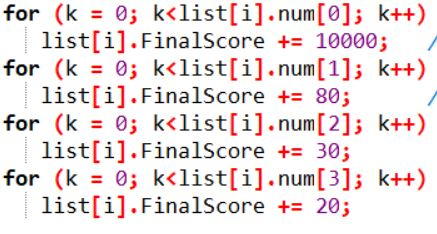 for (k = 0; k<list[i].num[0]; k++)
list[i].FinalScore += 10000; /
for (k = 0; k<list[i].num[1]; k++)
list[i].FinalScore += 80; /
for (k = 0; k<list[i].num[2]; k++)
list[i].FinalScore += 30;
for (k = 0; k<list[i].num[3]; k++)
list[i].FinalScore += 20;